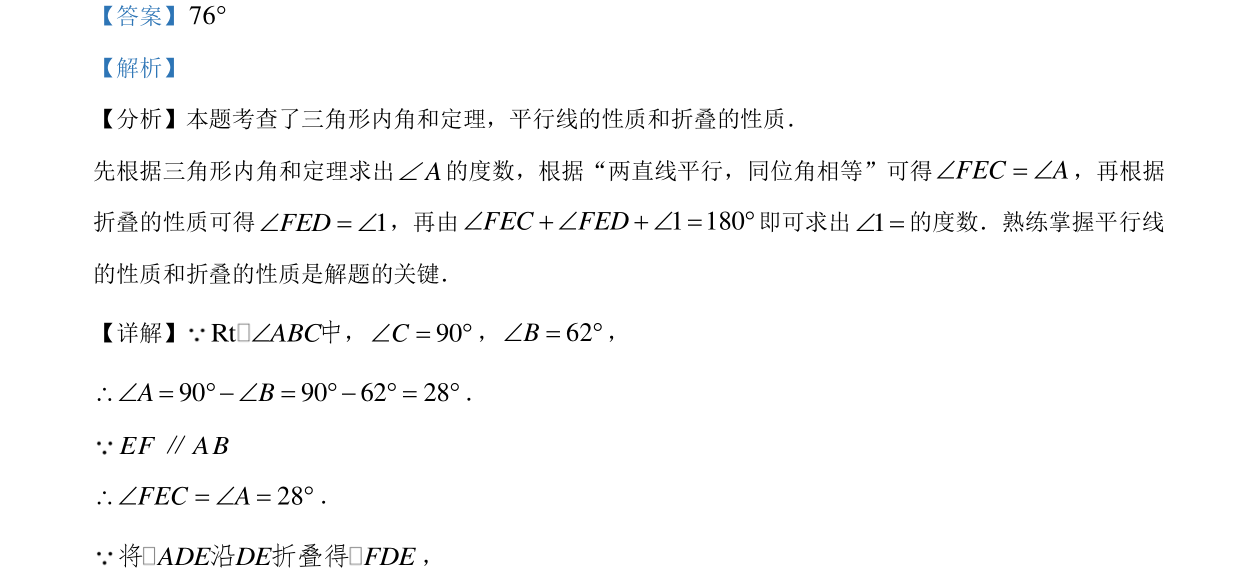 【答案】76°
【解析】
【分析】本题考查了三角形内角和定理，平行线的性质和折叠的性质．
先根据三角形内角和定理求出∠A的度数，根据“两直线平行，同位角相等”可得∠FEC=∠A，再根据
折叠的性质可得∠FED=∠1，再由∠FEC+∠FED+∠1=180°即可求出∠1=的度数．熟练掌握平行线
的性质和折叠的性质是解题的关键．
【详解】∵Rt□∠ABC中，∠C=90°，∠B=62°，
∴∠A=90°−∠B=90°−62°=28°．
∵EF∥AB
∴∠FEC=∠A=28°．
∵将□ADE沿DE折叠得□FDE，